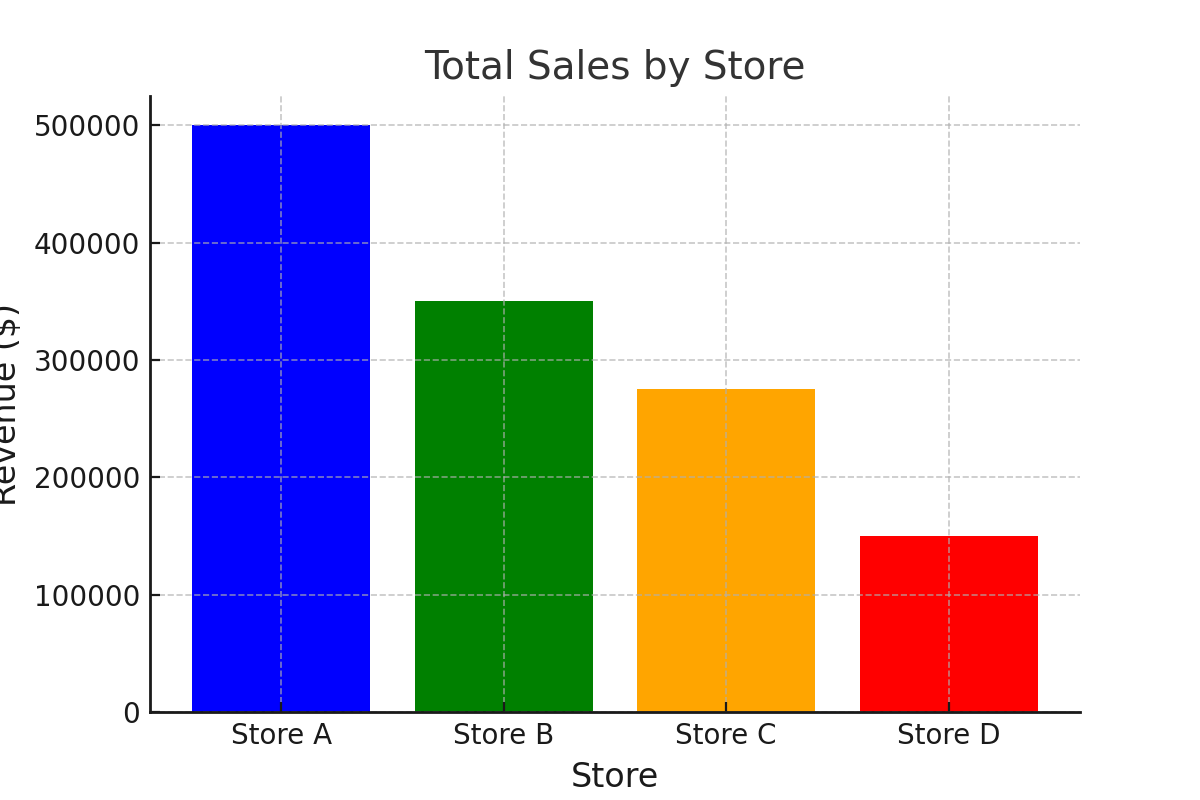 Total Sales by Store
Revenue ($)
500000
400000
300000
200000
100000
0
Store A
Store B
Store C
Store D
Store